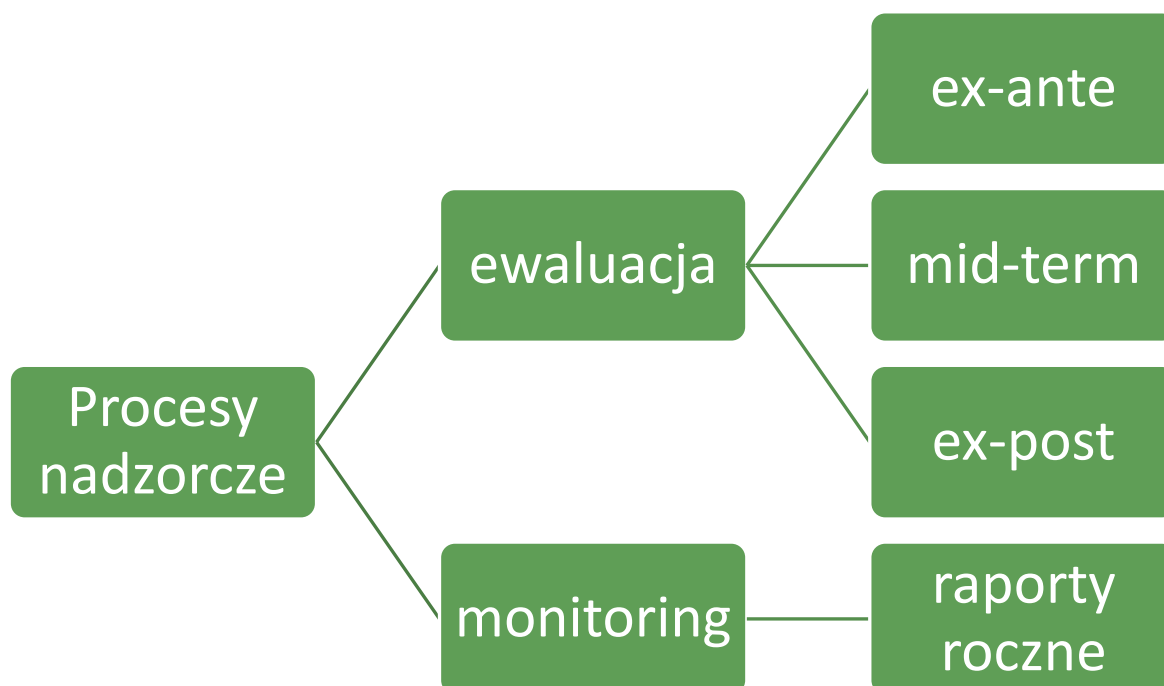 Procesy
nadzorcze
ewaluacja
ex-ante
mid-term
ex-post
monitoring
raporty
roczne